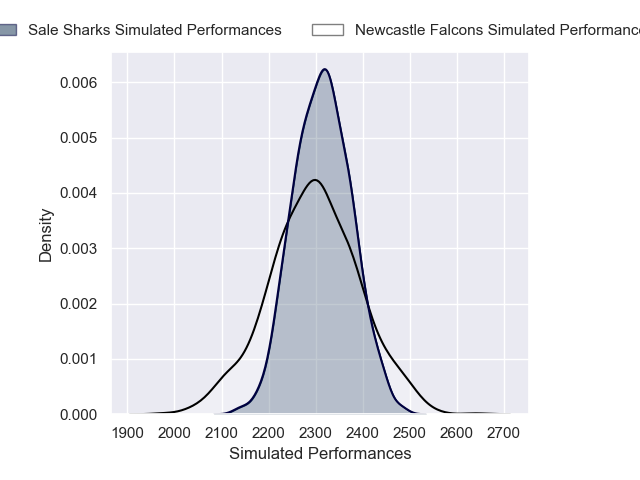 Sale Sharks Simulated Performances
Newcastle Falcons Simulated Performance
0.006
0.005
0.004
0.003
0.002
0.001
0.000
Density
1900 2000 2100 2200 2300 2400 2500 2600 2700
Simulated Performances